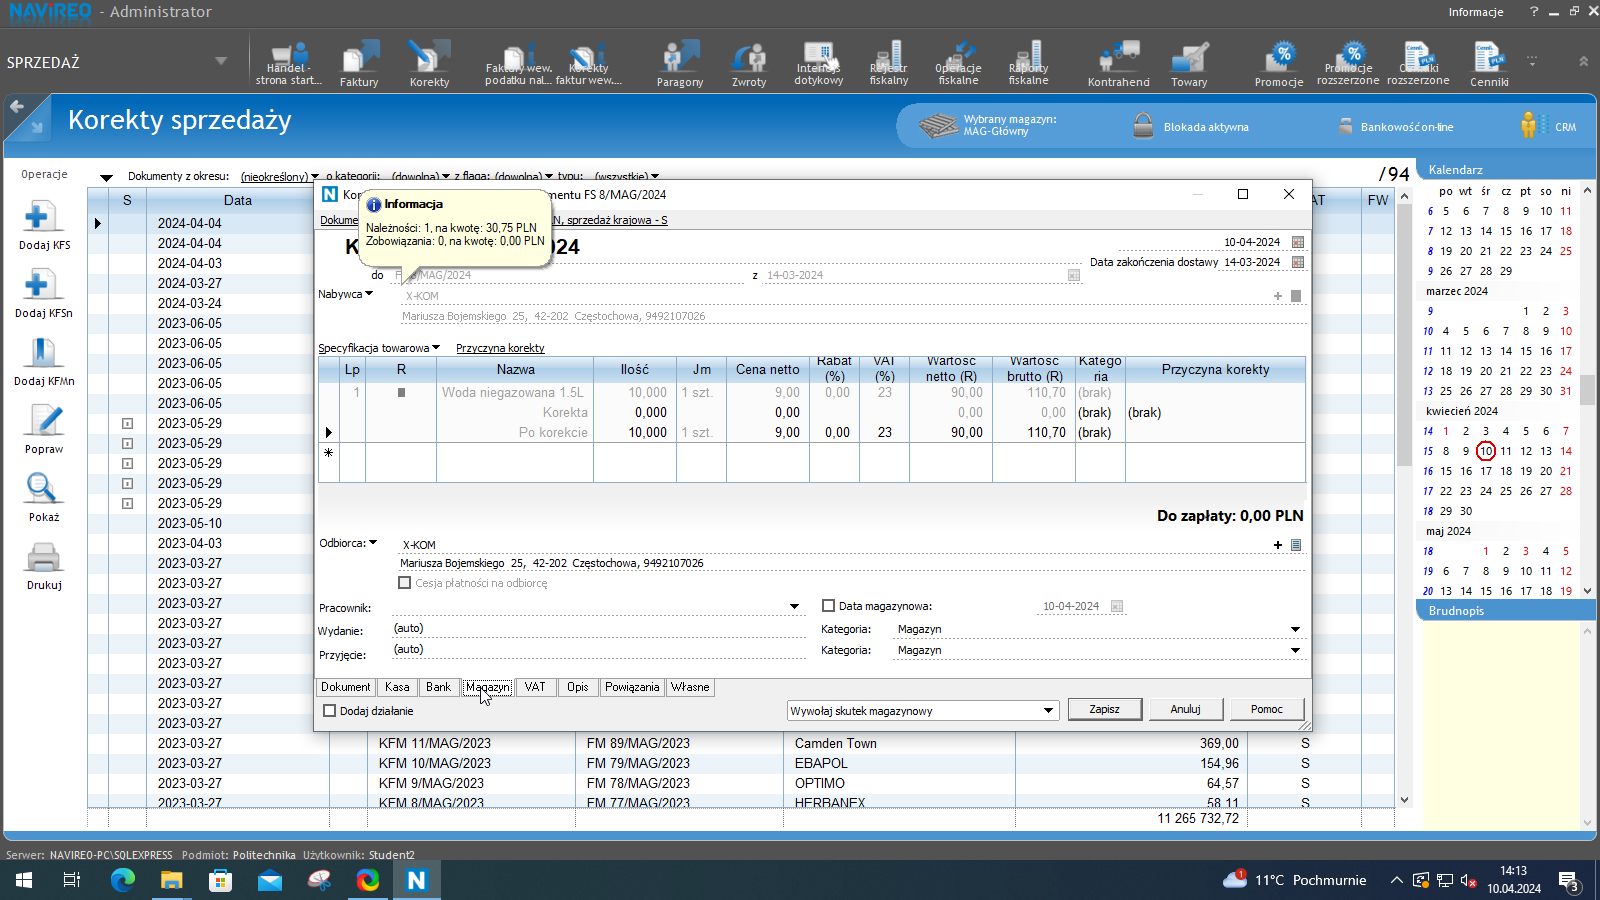 NAVIREO - Administrator
Informacje
?
SPRZEDAŻ
Handel -
strona start...
Faktury
Korekty
Faktury wew.
podatku nal...
Korekty
faktur wew....
Paragony
Zwroty
Interfejs
dotykowy
Rejestr
fiskalny
Operacje
fiskalne
Raporty
fiskalne
Kontrahenci
Towary
Promocje
Promocje
rozszerzone
Cenniki
rozszerzone
Cenniki
Korekty sprzedaży
Wybrany magazyn:
MAG-Główny
Blokada aktywna
Bankowość on-line
CRM
Operacje
Dodaj KFS
Dodaj KFSn
Dodaj KFMn
Popraw
Pokaż
Drukuj
Dokumenty z okresu: (nieokreślony) o kategorii: (dowolna) z flagą: (dowolna) typu: (wszystkie)
/94
S Data
FW
2024-04-04
2024-04-04
2024-04-03
2024-03-27
2024-03-24
2023-06-05
2023-06-05
2023-06-05
2023-06-05
2023-06-05
2023-05-29
2023-05-29
2023-05-29
2023-05-29
2023-05-29
2023-05-10
2023-04-03
2023-03-27
2023-03-27
2023-03-27
2023-03-27
2023-03-27
2023-03-27
2023-03-27
2023-03-27
2023-03-27
2023-03-27 KFM 11/MAG/2023 FM 89/MAG/2023 Camden Town 369,00 S
2023-03-27 KFM 10/MAG/2023 FM 79/MAG/2023 EBAPOL 154,96 S
2023-03-27 KFM 9/MAG/2023 FM 78/MAG/2023 OPTIMO 64,57 S
2023-03-27 KFM 8/MAG/2023 FM 77/MAG/2023 HERBANEX 58,11 S
11 265 732,72
N, sprzedaż krajowa - S
Informacja
Należności: 1, na kwotę: 30,75 PLN
Zobowiązania: 0, na kwotę: 0,00 PLN
10-04-2024
Data zakończenia dostawy 14-03-2024
do
z 14-03-2024
Nabywca X-KOM
Mariusza Bojemskiego 25, 42-202 Częstochowa, 9492107026
Specyfikacja towarowa Przyczyna korekty
Lp R Nazwa Ilość Jm Cena netto Rabat (%) VAT (%) Wartość netto (R) Wartość brutto (R) Katego ria Przyczyna korekty
1 Woda niegazowana 1.5L 10,000 1 szt. 9,00 0,00 23 90,00 110,70 (brak)
Korekta 0,000 0,00 0,00 0,00 (brak) (brak)
Po korekcie 10,000 1 szt. 9,00 0,00 23 90,00 110,70 (brak)
Do zapłaty: 0,00 PLN
Odbiorca: X-KOM
Mariusza Bojemskiego 25, 42-202 Częstochowa, 9492107026
Cesja płatności na odbiorcę
Pracownik:
Data magazynowa: 10-04-2024
Wydanie: (auto) Kategoria: Magazyn
Przyjęcie: (auto) Kategoria: Magazyn
Dokument Kasa Bank Magazyn VAT Opis Powiązania Własne
Dodaj działanie
Wywołaj skutek magazynowy Zapisz Anuluj Pomoc
Kalendarz
po wt śr cz pt so ni
6 5 6 7 8 9 10 11
7 12 13 14 15 16 17 18
8 19 20 21 22 23 24 25
9 26 27 28 29
marzec 2024
9 1 2 3
10 4 5 6 7 8 9 10
11 11 12 13 14 15 16 17
12 18 19 20 21 22 23 24
13 25 26 27 28 29 30 31
kwiecień 2024
14 1 2 3 4 5 6 7
15 8 9 10 11 12 13 14
16 15 16 17 18 19 20 21
17 22 23 24 25 26 27 28
18 29 30
maj 2024
18 1 2 3 4 5
19 6 7 8 9 10 11 12
20 13 14 15 16 17 18 19
Brudnopis
Serwer: NAVIREO-PC\SQLEXPRESS Podmiot: Politechnika Użytkownik: Student2
11°C Pochmurnie
14:13
10.04.2024
3